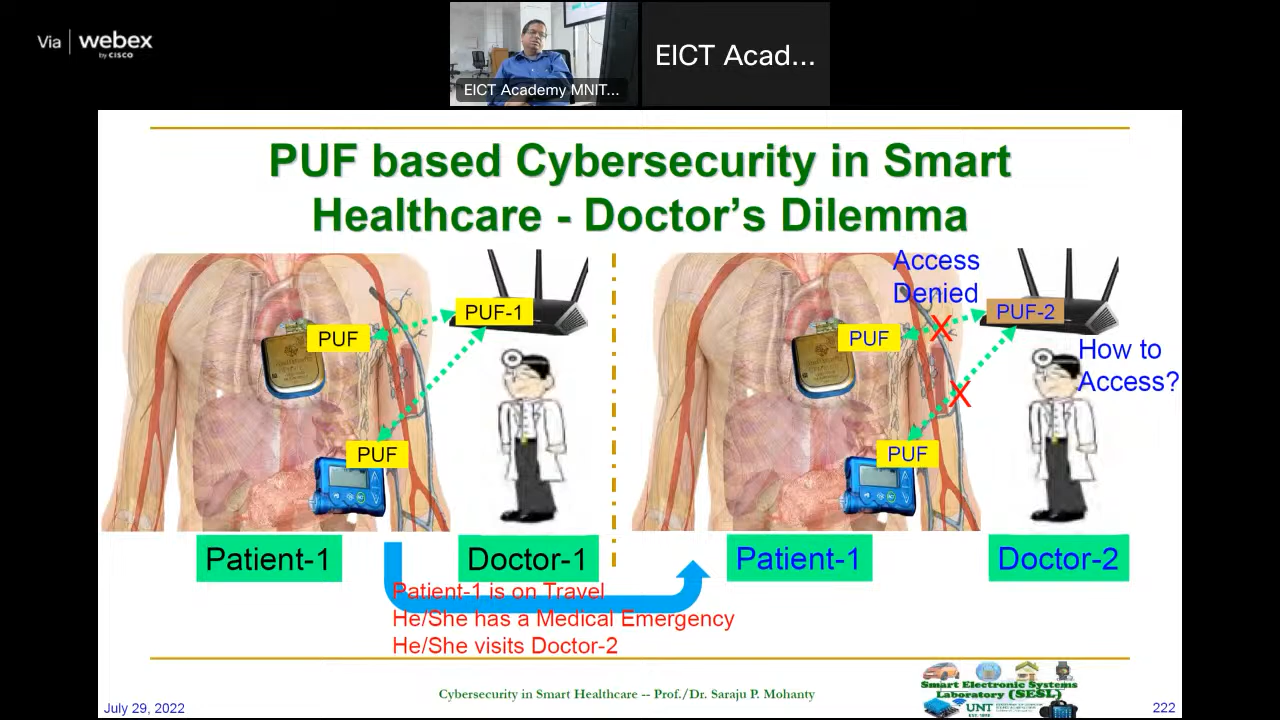 Via webex
by CISCO
EICT Academy MNIT...
EICT Acad...
PUF based Cybersecurity in Smart
Healthcare - Doctor's Dilemma
PUF
PUF-1
PUF
Patient-1
Doctor-1
Access
Denied
PUF
PUF-2
How to
Access?
PUF
Patient-1
Doctor-2
Patient-1 is on Travel
He/She has a Medical Emergency
He/She visits Doctor-2
July 29, 2022
Cybersecurity in Smart Healthcare -- Prof./Dr. Saraju P. Mohanty
Smart Electronic Systems
Laboratory (SESL)
UNT
222